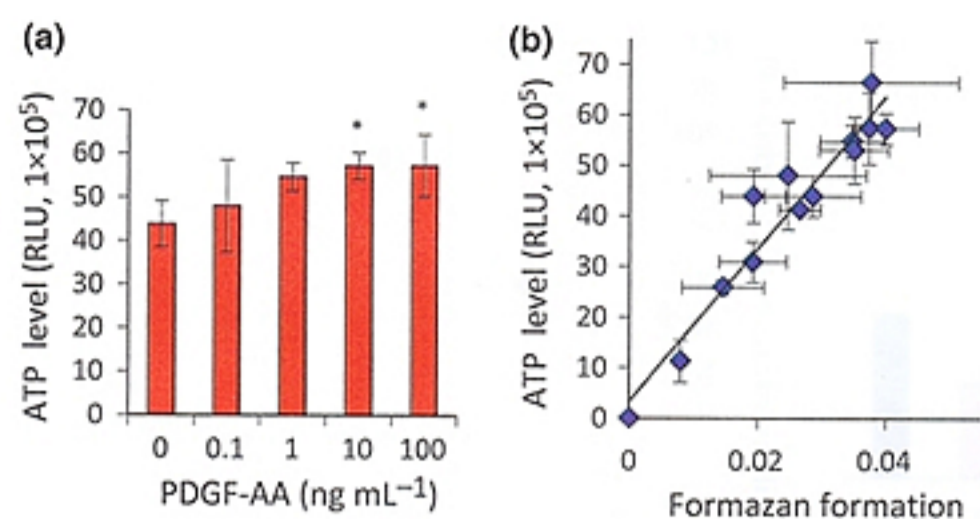 (a)
ATP level (RLU, 1×10⁵)
70
60
50
40
30
20
10
0
*
*
0 0.1 1 10 100
PDGF-AA (ng mL⁻¹)
(b)
ATP level (RLU, 1×10⁵)
70
60
50
40
30
20
10
0
0 0.02 0.04
Formazan formation